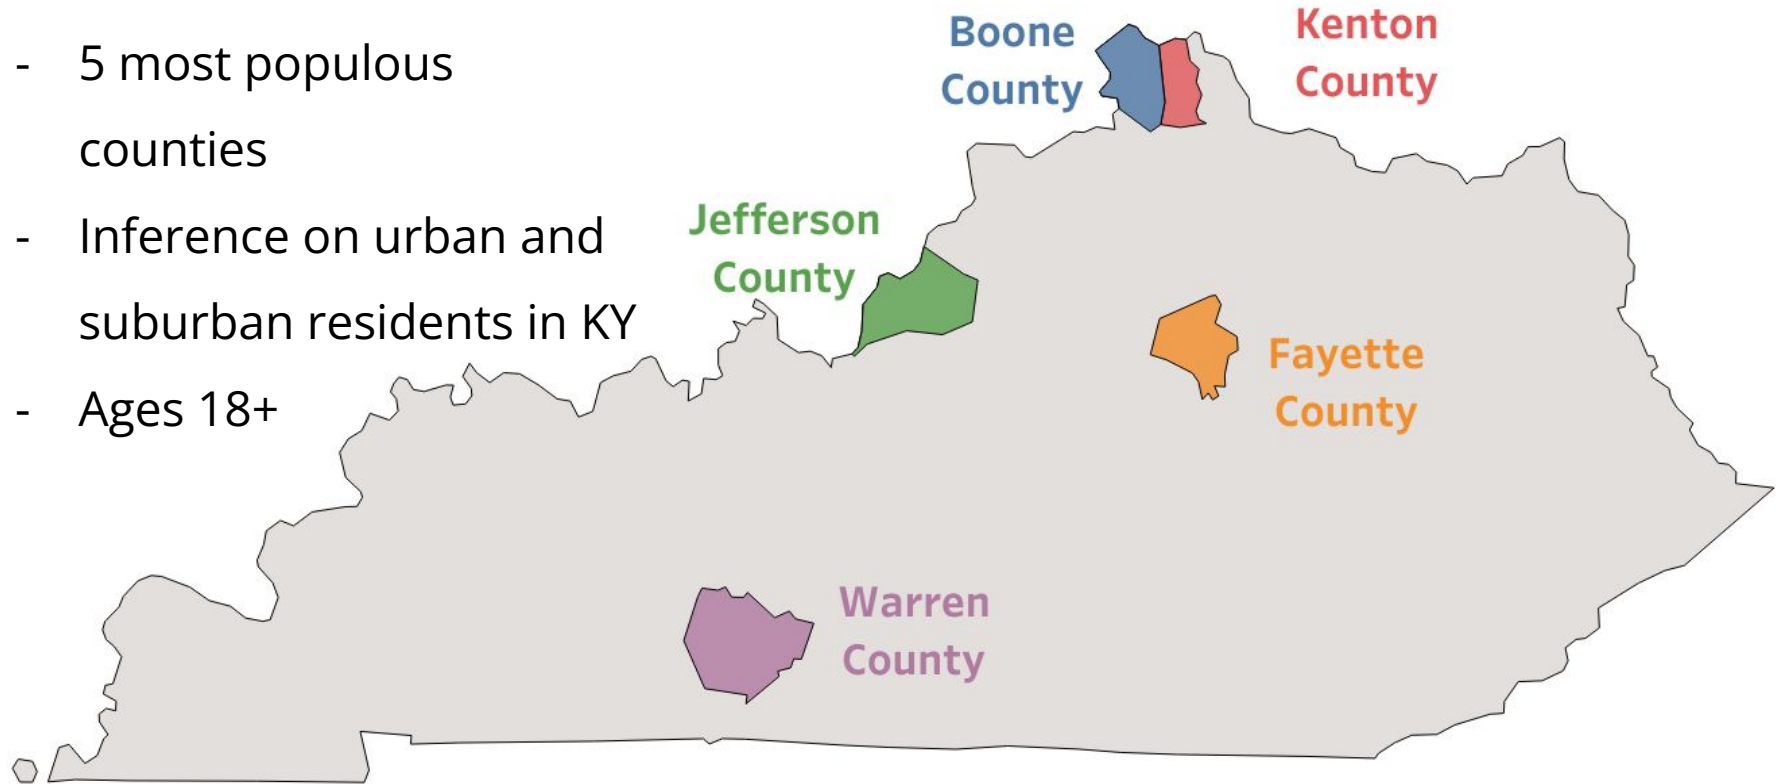 - 5 most populous
counties
- Inference on urban and
suburban residents in KY
- Ages 18+
Boone
County
Kenton
County
Jefferson
County
Fayette
County
Warren
County